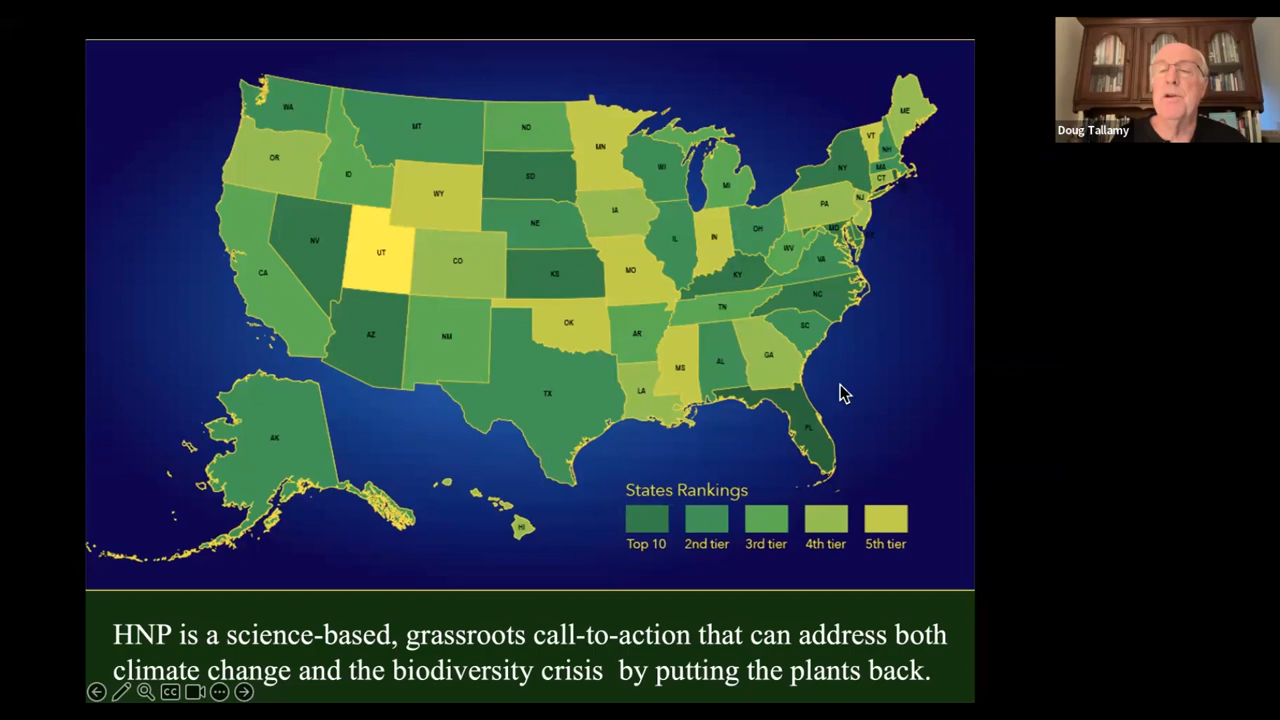 Doug Tallamy
WA
MT
ND
MN
ME
VT
NH
OR
ID
WY
SD
WI
MI
NY
MA
CT
NV
UT
CO
NE
IA
IL
IN
OH
PA
NJ
MD
CA
AZ
NM
KS
MO
KY
WV
VA
OK
AR
TN
NC
SC
TX
LA
MS
AL
GA
FL
AK
HI
States Rankings
Top 10 2nd tier 3rd tier 4th tier 5th tier
HNP is a science-based, grassroots call-to-action that can address both
climate change and the biodiversity crisis by putting the plants back.
CC